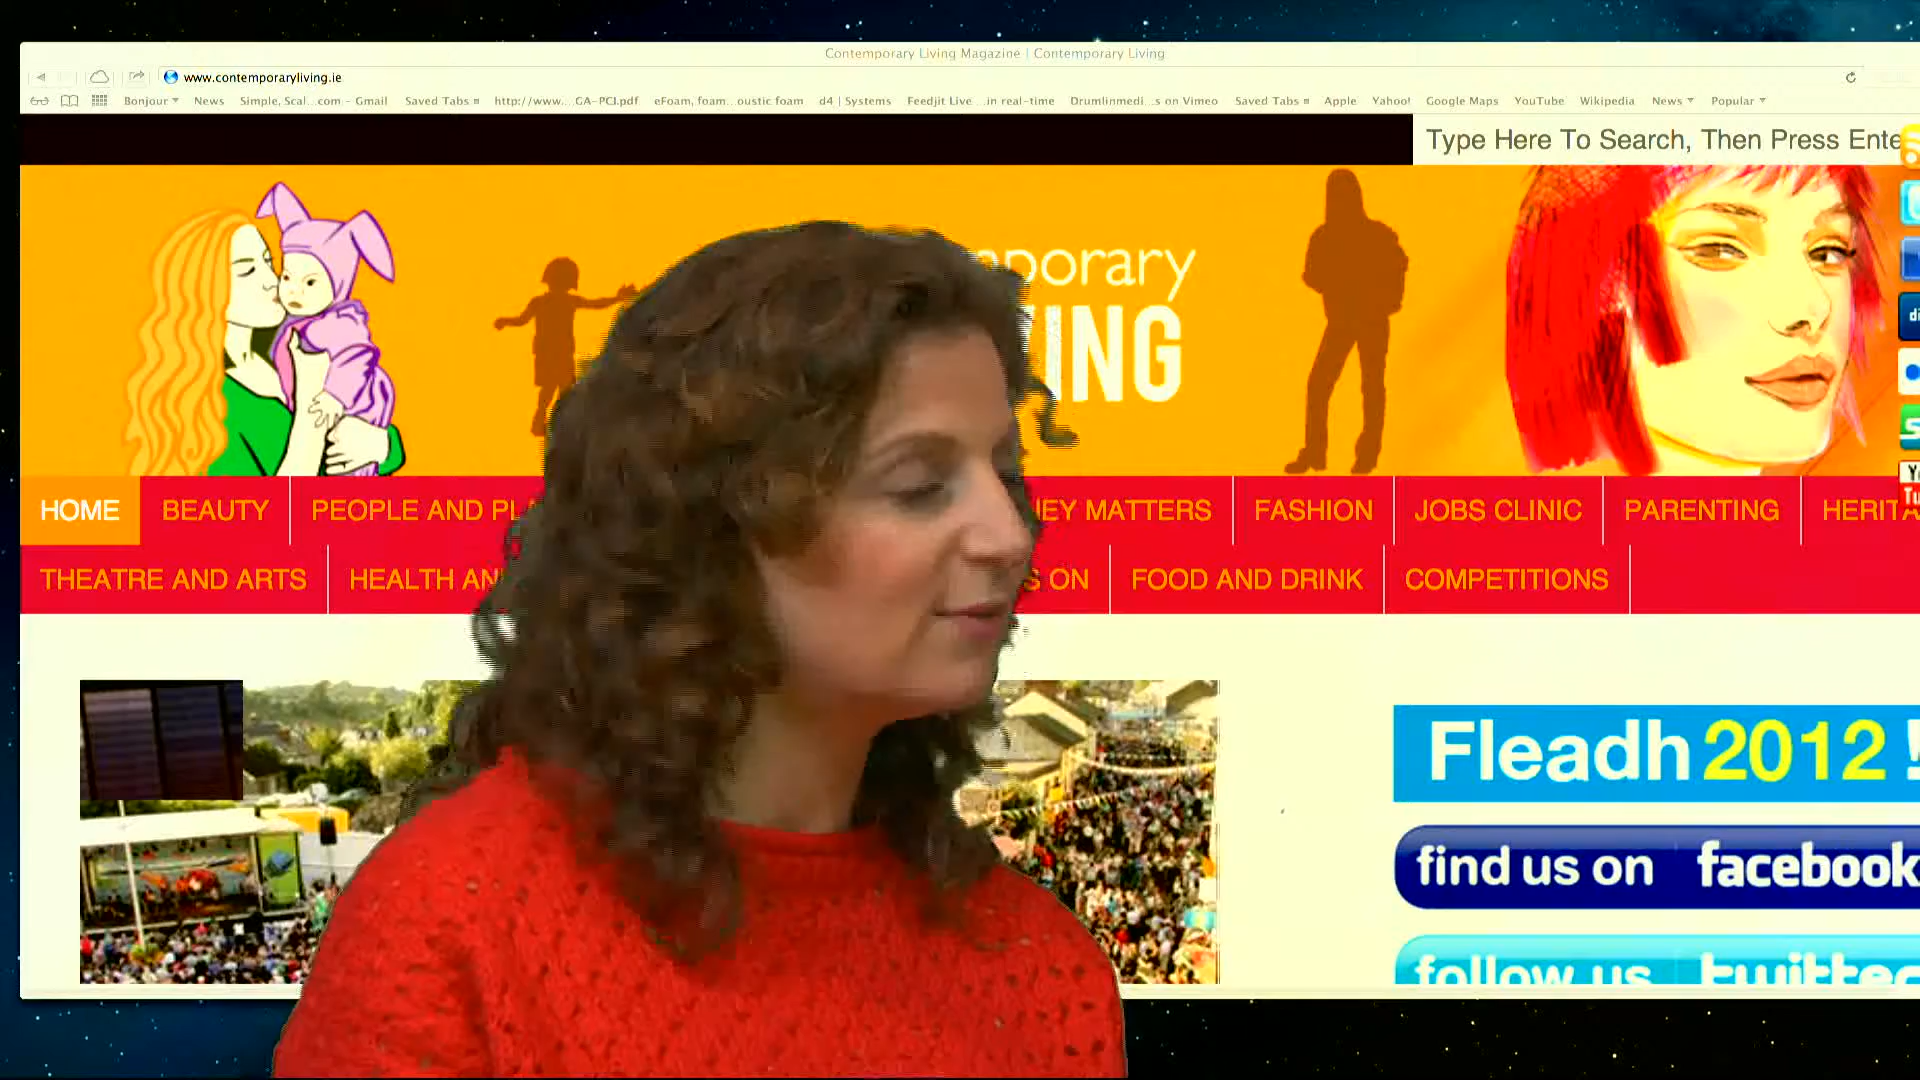 Contemporary Living Magazine | Contemporary Living
www.contemporaryliving.ie
Bonjour News Simple, Scal...com - Gmail Saved Tabs http://www....GA-PCI.pdf eFoam, foam...oustic foam d4 | Systems Feedjit Live ...in real-time Drumlinmedi...s on Vimeo Saved Tabs Apple Yahoo! Google Maps YouTube Wikipedia News Popular
Type Here To Search, Then Press Ente
porary
ING
HOME BEAUTY PEOPLE AND PL EY MATTERS FASHION JOBS CLINIC PARENTING HERITA
THEATRE AND ARTS HEALTH AN S ON FOOD AND DRINK COMPETITIONS
Fleadh 2012 !
find us on facebook
follow us twitter